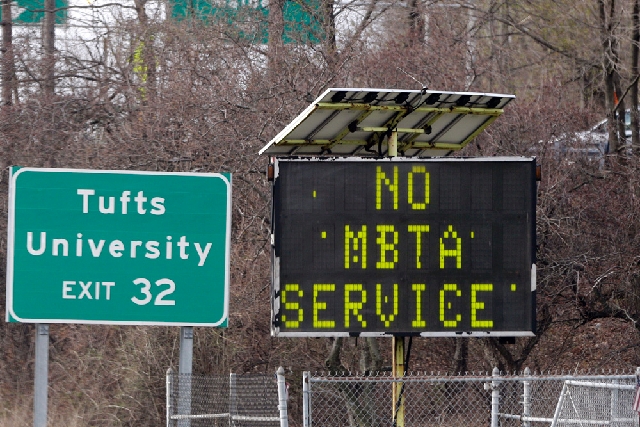 Tufts
University
EXIT 32
NO
MBTA
SERVICE